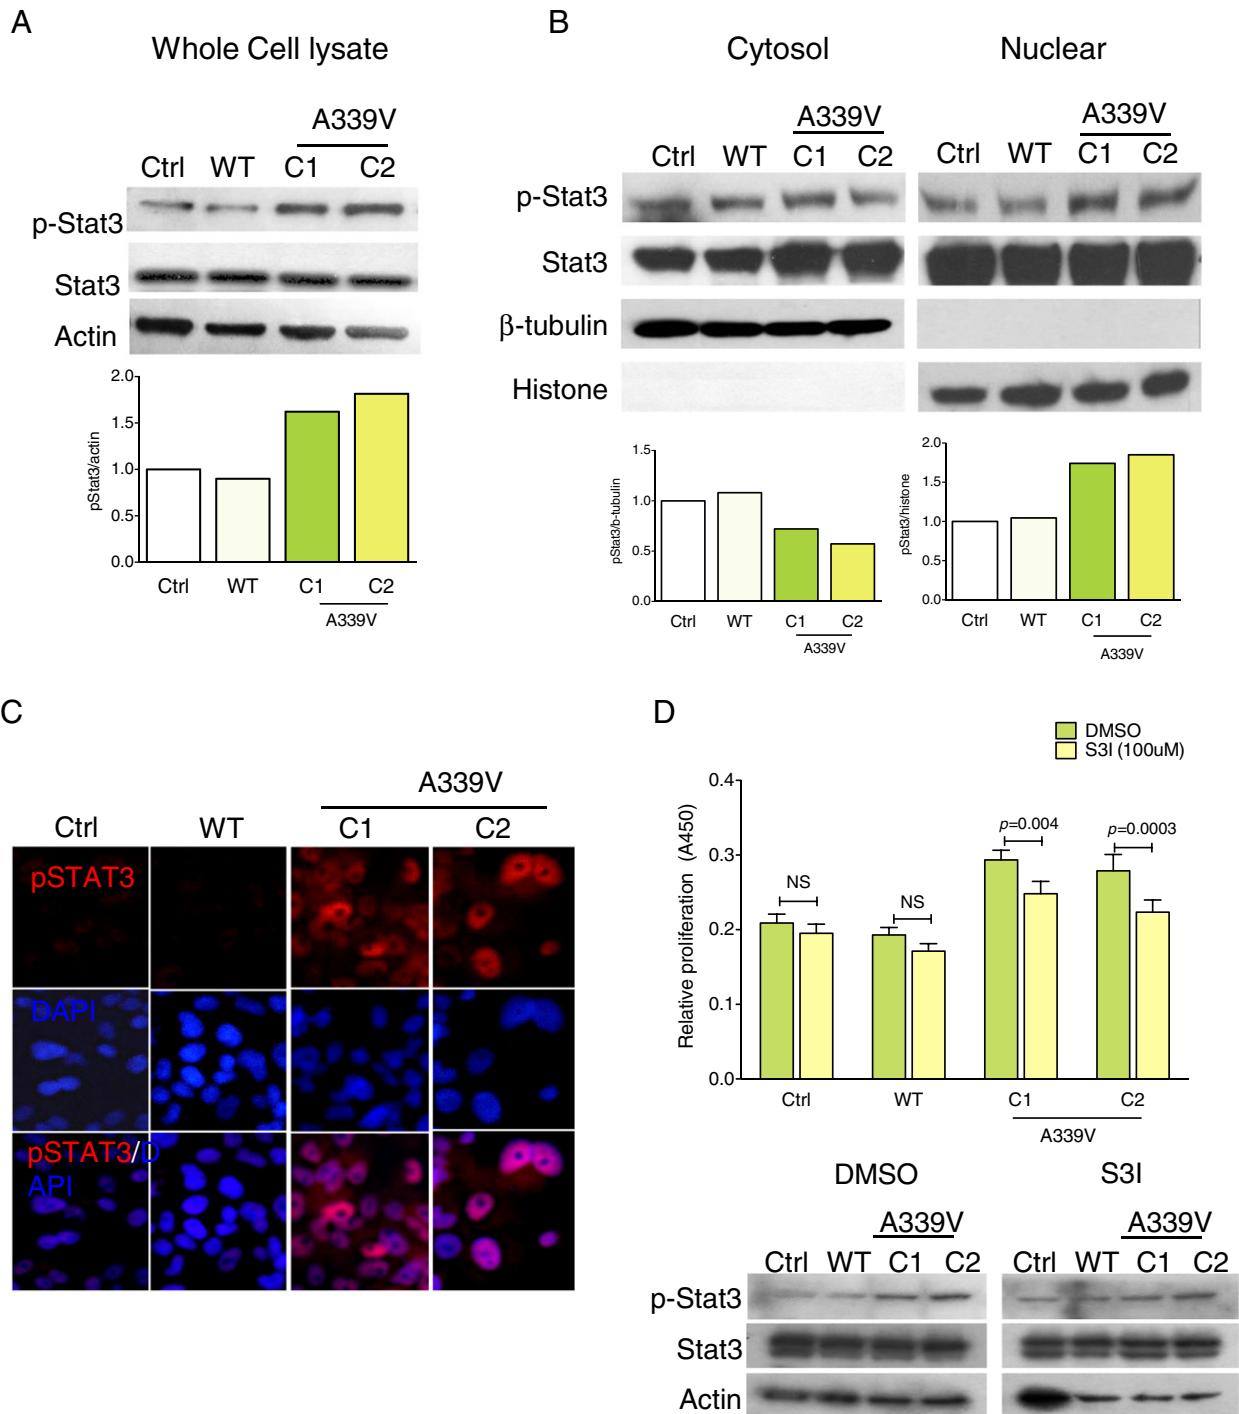 A
Whole Cell lysate
A339V
Ctrl WT C1 C2
p-Stat3
Stat3
Actin
2.0
1.5
1.0
0.5
0.0
pStat3/actin
Ctrl WT C1 C2
A339V
B
Cytosol Nuclear
A339V A339V
Ctrl WT C1 C2 Ctrl WT C1 C2
p-Stat3
Stat3
β-tubulin
Histone
1.5
1.0
0.5
0.0
pStat3/b-tubulin
Ctrl WT C1 C2
A339V
2.0
1.5
1.0
0.5
0.0
pStat3/histone
Ctrl WT C1 C2
A339V
C
A339V
Ctrl WT C1 C2
pSTAT3
DAPI
pSTAT3/D
API
D
DMSO
S3I (100uM)
0.4
0.3
0.2
0.1
0.0
Relative proliferation (A450)
NS NS p=0.004 p=0.0003
Ctrl WT C1 C2
A339V
DMSO S3I
A339V A339V
Ctrl WT C1 C2 Ctrl WT C1 C2
p-Stat3
Stat3
Actin